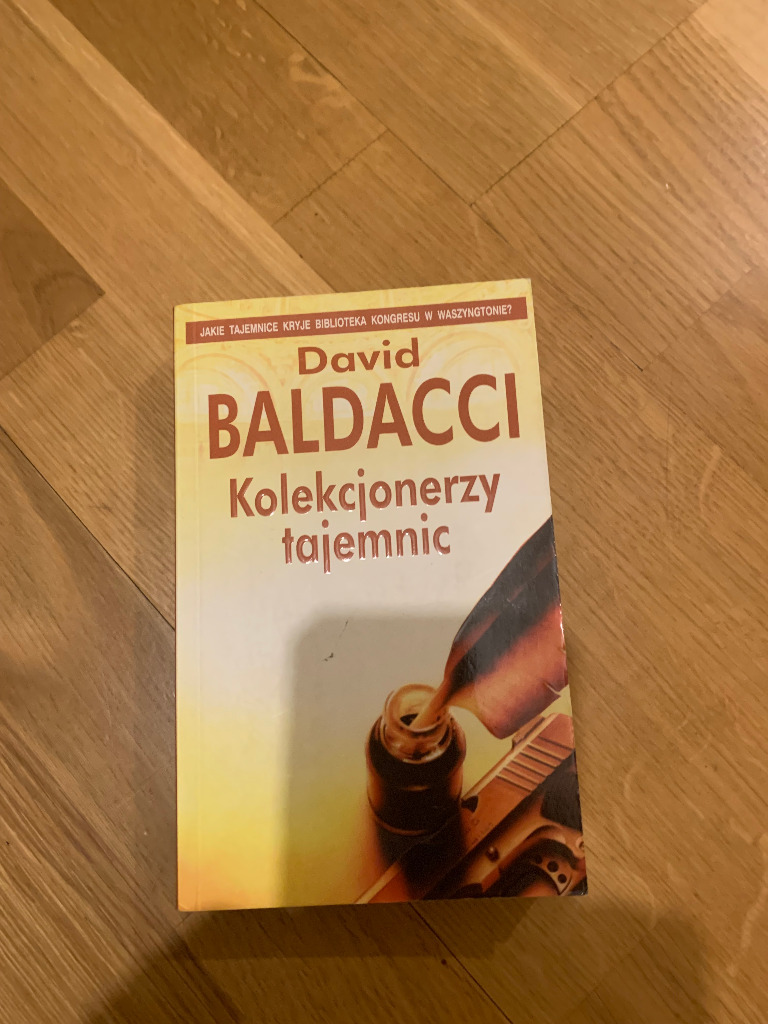 JAKIE TAJEMNICE KRYJE BIBLIOTEKA KONGRESU W WASZYNGTONIE?
David
BALDACCI
Kolekcjonerzy
tajemnic